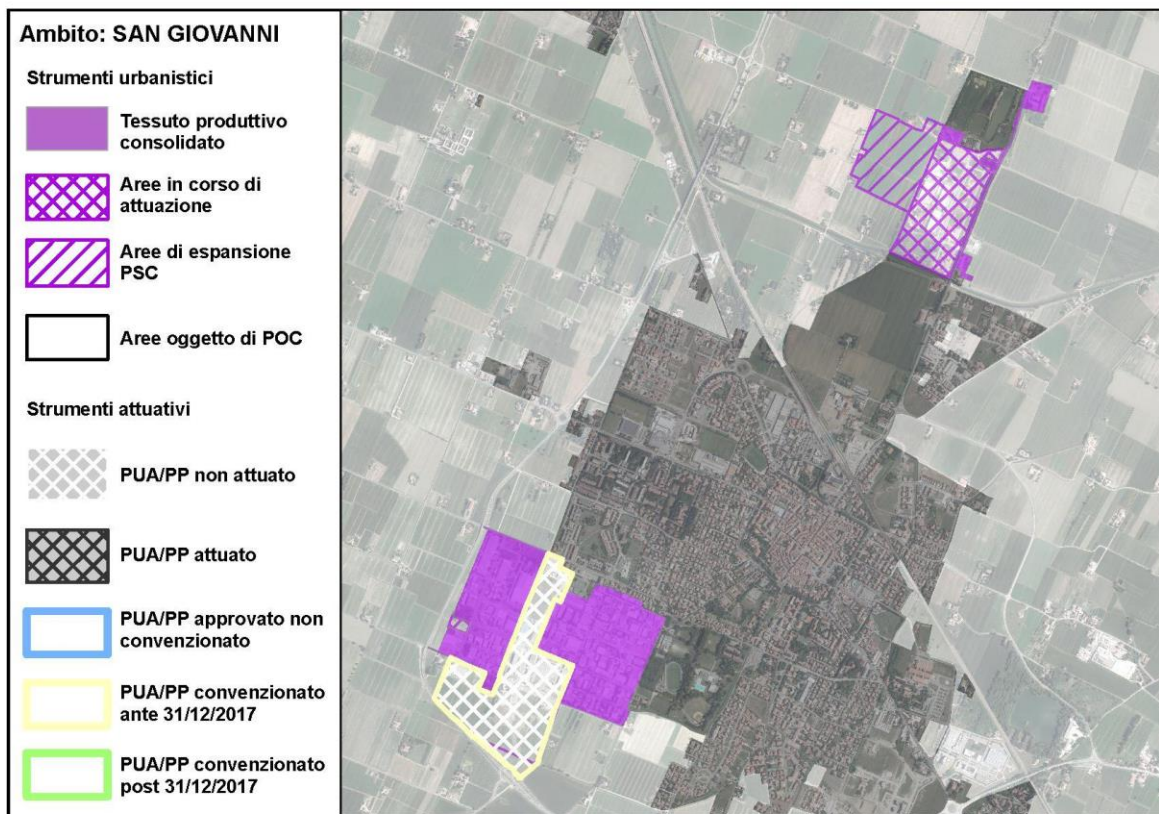 Ambito: SAN GIOVANNI
Strumenti urbanistici
Tessuto produttivo
consolidato
Aree in corso di
attuazione
Aree di espansione
PSC
Aree oggetto di POC
Strumenti attuativi
PUA/PP non attuato
PUA/PP attuato
PUA/PP approvato non
convenzionato
PUA/PP convenzionato
ante 31/12/2017
PUA/PP convenzionato
post 31/12/2017